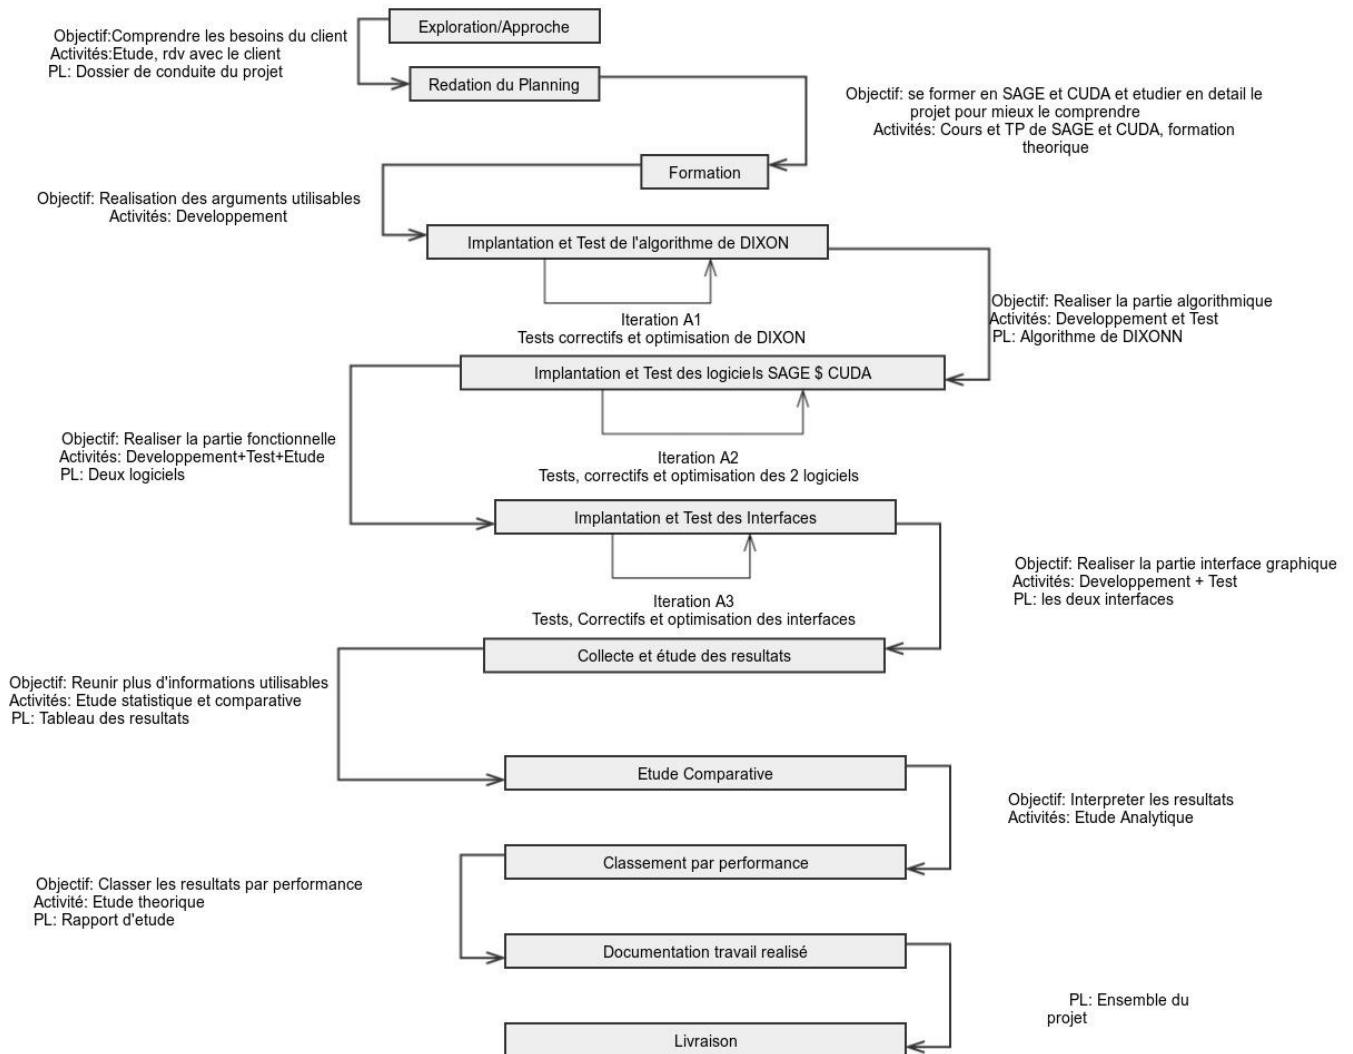 Exploration/Approche
Objectif:Comprendre les besoins du client
Activités:Etude, rdv avec le client
PL: Dossier de conduite du projet
Redation du Planning
Objectif: se former en SAGE et CUDA et etudier en detail le
projet pour mieux le comprendre
Activités: Cours et TP de SAGE et CUDA, formation
theorique
Formation
Objectif: Realisation des arguments utilisables
Activités: Developpement
Implantation et Test de l'algorithme de DIXON
Iteration A1
Tests correctifs et optimisation de DIXON
Objectif: Realiser la partie algorithmique
Activités: Developpement et Test
PL: Algorithme de DIXONN
Implantation et Test des logiciels SAGE $ CUDA
Objectif: Realiser la partie fonctionnelle
Activités: Developpement+Test+Etude
PL: Deux logiciels
Iteration A2
Tests, correctifs et optimisation des 2 logiciels
Implantation et Test des Interfaces
Objectif: Realiser la partie interface graphique
Activités: Developpement + Test
PL: les deux interfaces
Iteration A3
Tests, Correctifs et optimisation des interfaces
Collecte et étude des resultats
Objectif: Reunir plus d'informations utilisables
Activités: Etude statistique et comparative
PL: Tableau des resultats
Etude Comparative
Objectif: Interpreter les resultats
Activités: Etude Analytique
Classement par performance
Objectif: Classer les resultats par performance
Activité: Etude theorique
PL: Rapport d'etude
Documentation travail realisé
PL: Ensemble du
projet
Livraison